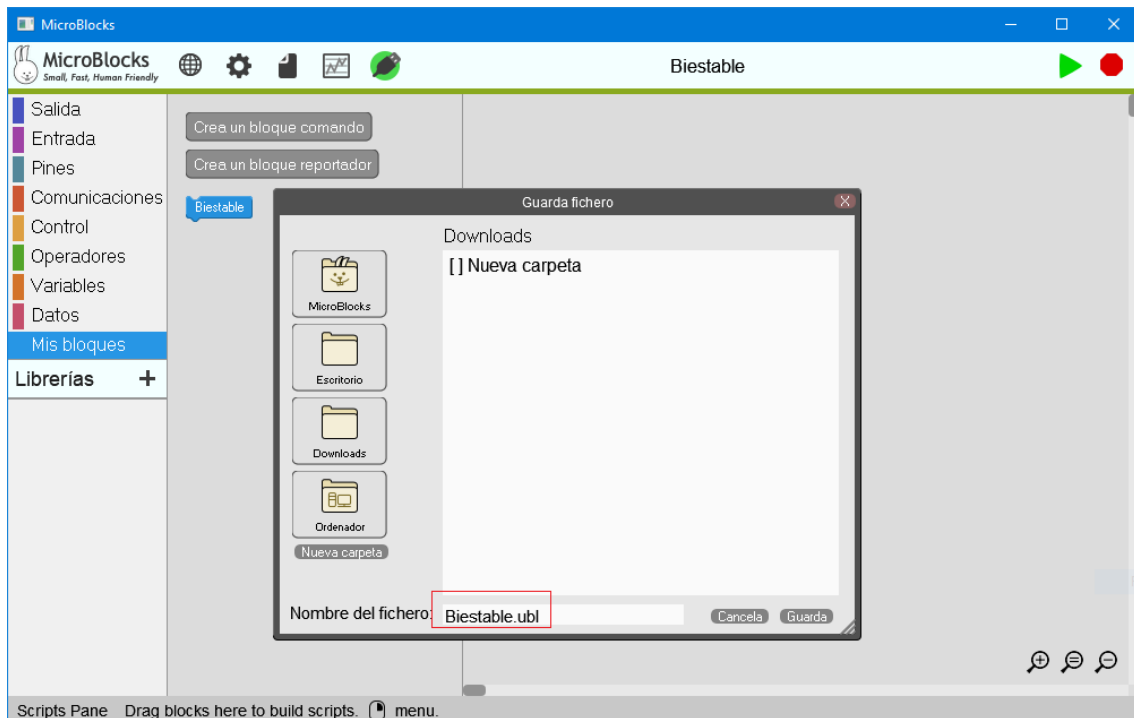 MicroBlocks
MicroBlocks
Small, Fast, Human Friendly
Biestable
Salida
Entrada
Pines
Comunicaciones
Control
Operadores
Variables
Datos
Mis bloques
Librerías +
Crea un bloque comando
Crea un bloque reportador
Biestable
Guarda fichero
X
Downloads
[ ] Nueva carpeta
MicroBlocks
Escritorio
Downloads
Ordenador
Nueva carpeta
Nombre del fichero: Biestable.ubl
Cancela Guarda
Scripts Pane Drag blocks here to build scripts. menu.